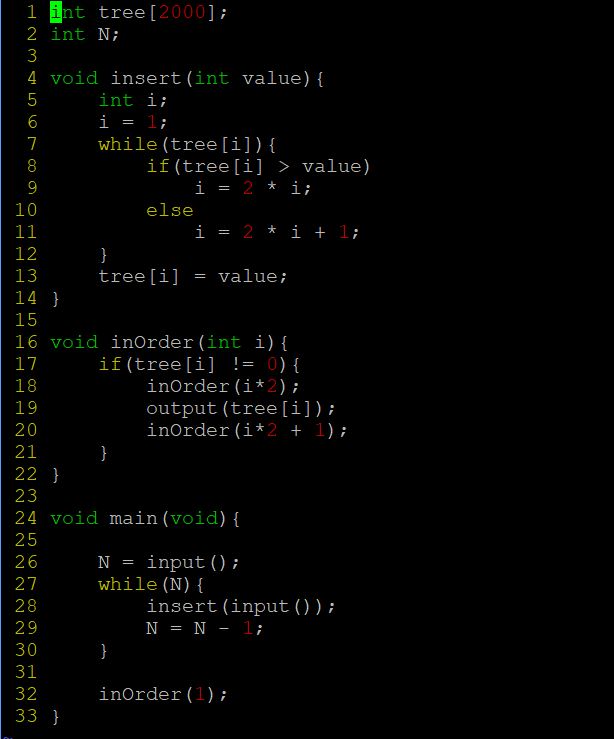 1 int tree[2000];
2 int N;
3
4 void insert(int value){
5     int i;
6     i = 1;
7     while(tree[i]){
8         if(tree[i] > value)
9             i = 2 * i;
10         else
11             i = 2 * i + 1;
12     }
13     tree[i] = value;
14 }
15
16 void inOrder(int i){
17     if(tree[i] != 0){
18         inOrder(i*2);
19         output(tree[i]);
20         inOrder(i*2 + 1);
21     }
22 }
23
24 void main(void){
25
26     N = input();
27     while(N){
28         insert(input());
29         N = N - 1;
30     }
31
32     inOrder(1);
33 }